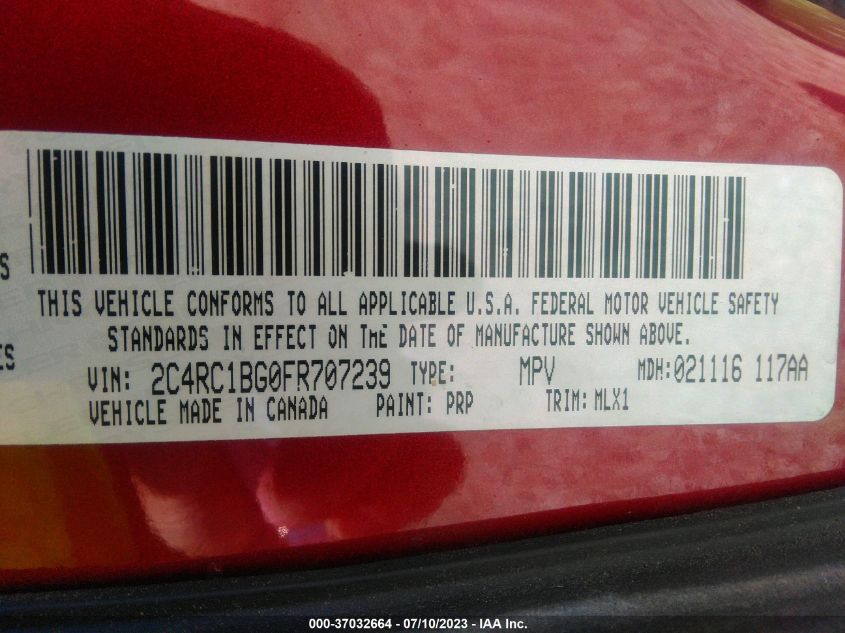 S
THIS VEHICLE CONFORMS TO ALL APPLICABLE U.S.A. FEDERAL MOTOR VEHICLE SAFETY
STANDARDS IN EFFECT ON THE DATE OF MANUFACTURE SHOWN ABOVE.
ES
VIN: 2C4RC1BG0FR707239 TYPE: MPV MDH:021116 117AA
VEHICLE MADE IN CANADA PAINT: PRP TRIM: MLX1
000-37032664 / 07/10/2023 - IAA Inc.